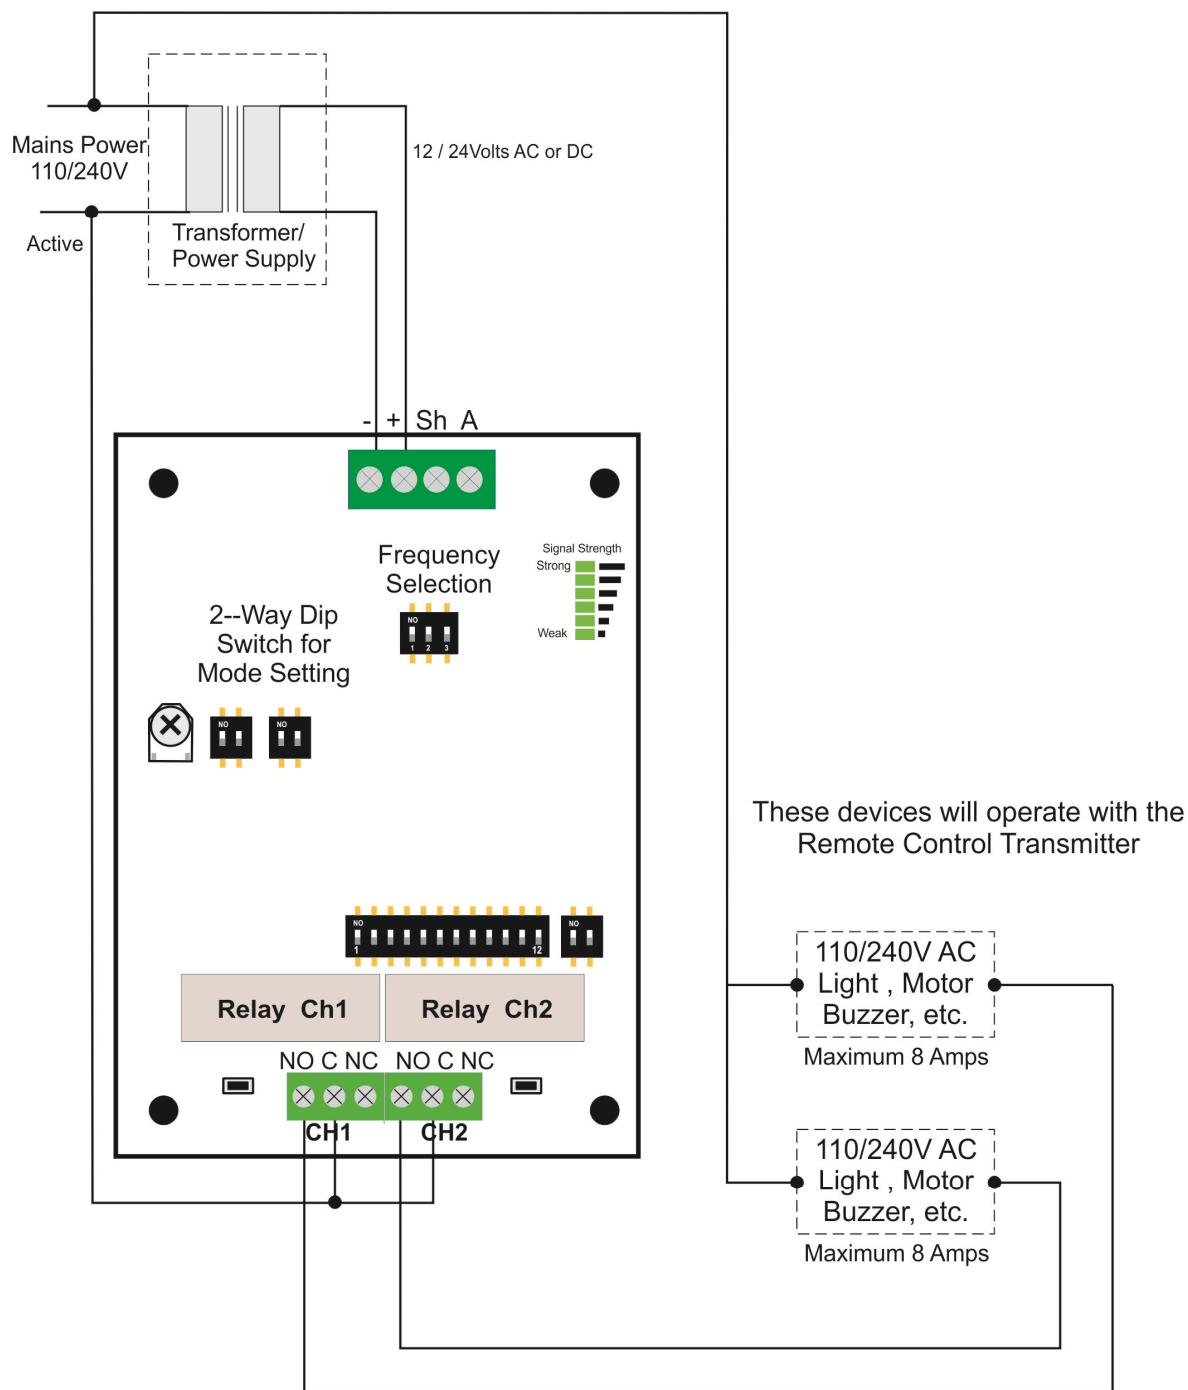 Mains Power
110/240V
Active
Transformer/
Power Supply
12 / 24Volts AC or DC
- + Sh A
Frequency
Selection
NO
1 2 3
Signal Strength
Strong
Weak
2--Way Dip
Switch for
Mode Setting
NO
NO
These devices will operate with the
Remote Control Transmitter
NO
1 12
NO
Relay Ch1
Relay Ch2
NO C NC
NO C NC
CH1
CH2
110/240V AC
Light , Motor
Buzzer, etc.
Maximum 8 Amps
110/240V AC
Light , Motor
Buzzer, etc.
Maximum 8 Amps